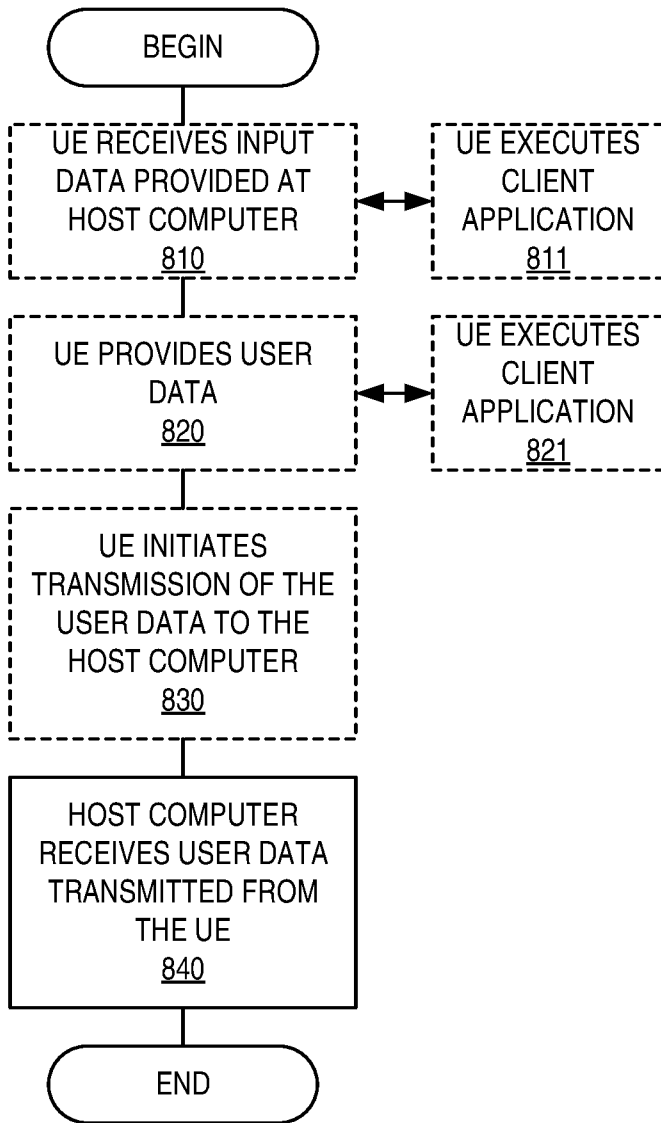 BEGIN
UE RECEIVES INPUT
DATA PROVIDED AT
HOST COMPUTER
810
UE EXECUTES
CLIENT
APPLICATION
811
UE PROVIDES USER
DATA
820
UE EXECUTES
CLIENT
APPLICATION
821
UE INITIATES
TRANSMISSION OF THE
USER DATA TO THE
HOST COMPUTER
830
HOST COMPUTER
RECEIVES USER DATA
TRANSMITTED FROM
THE UE
840
END